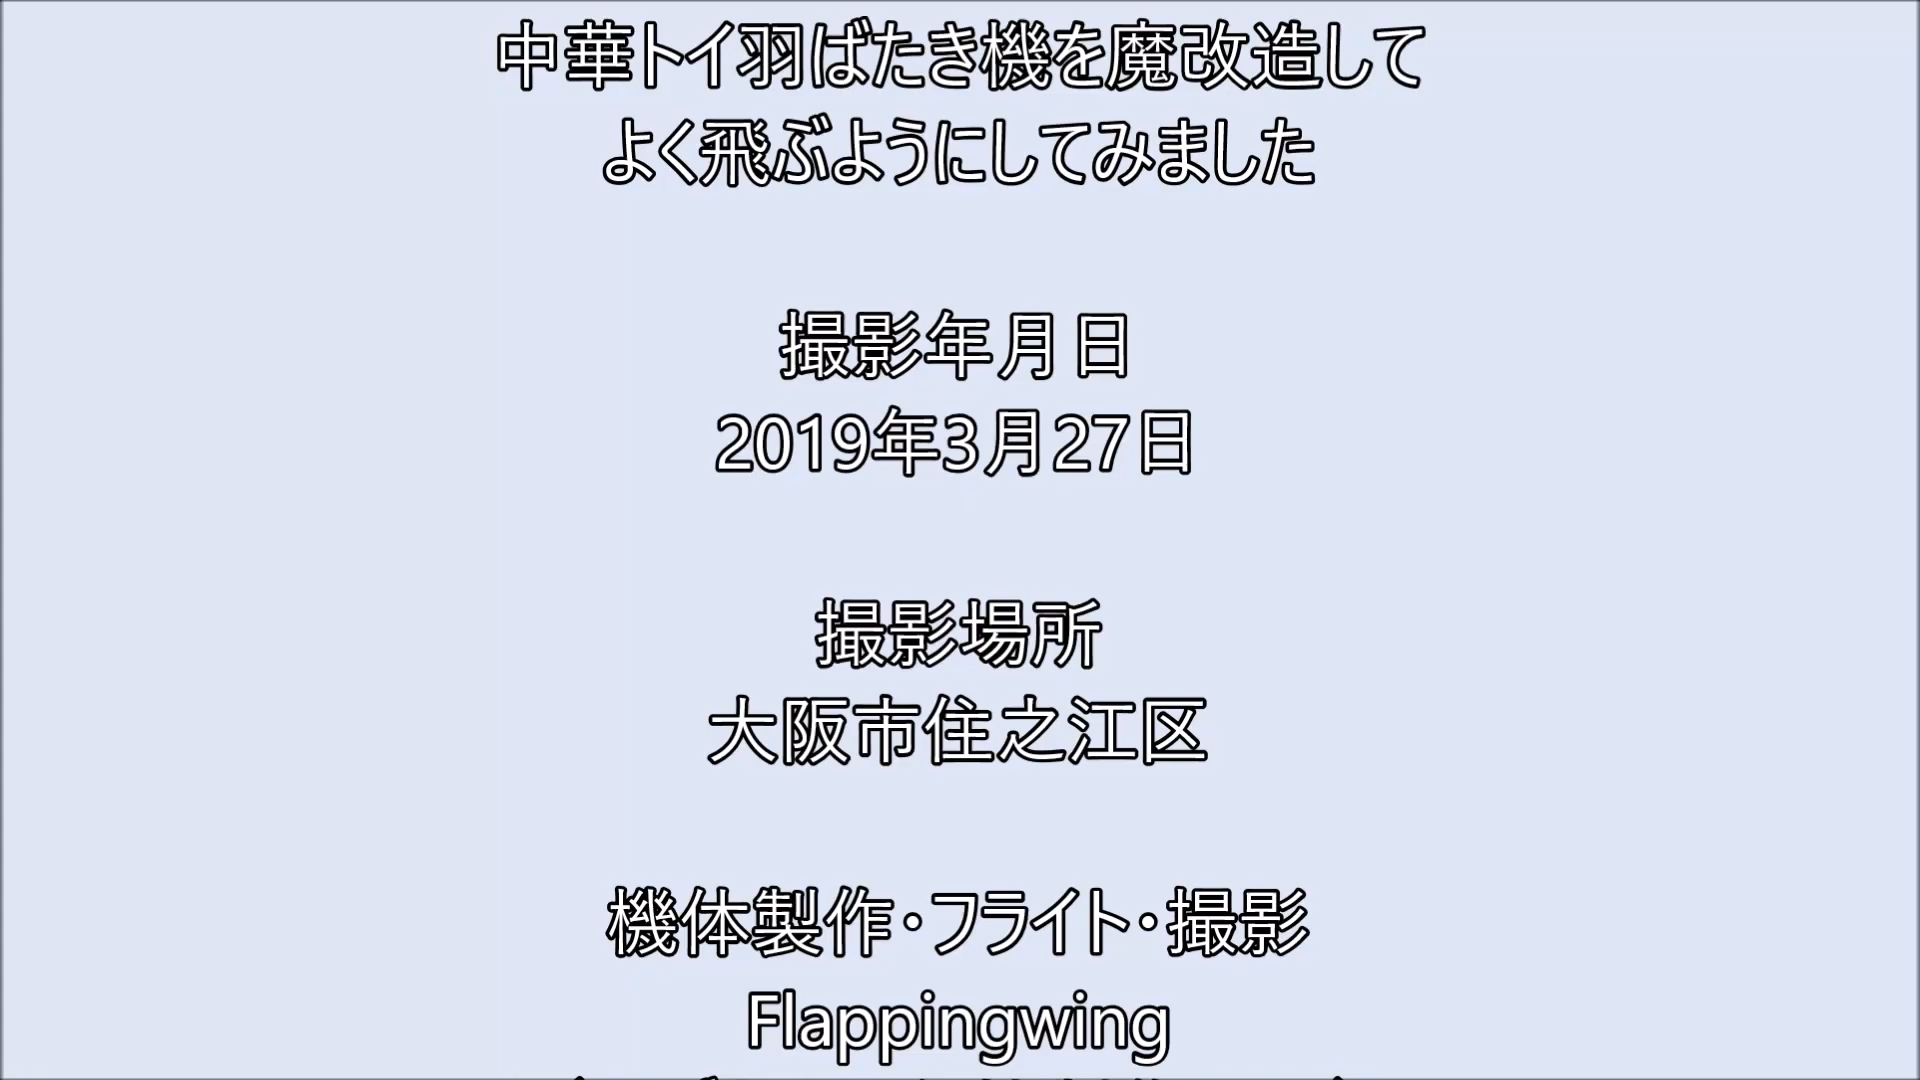 中華トイ羽ばたき機を魔改造して
よく飛ぶようにしてみました
撮影年月日
2019年3月27日
撮影場所
大阪市住之江区
機体製作・フライト・撮影
Flappingwing